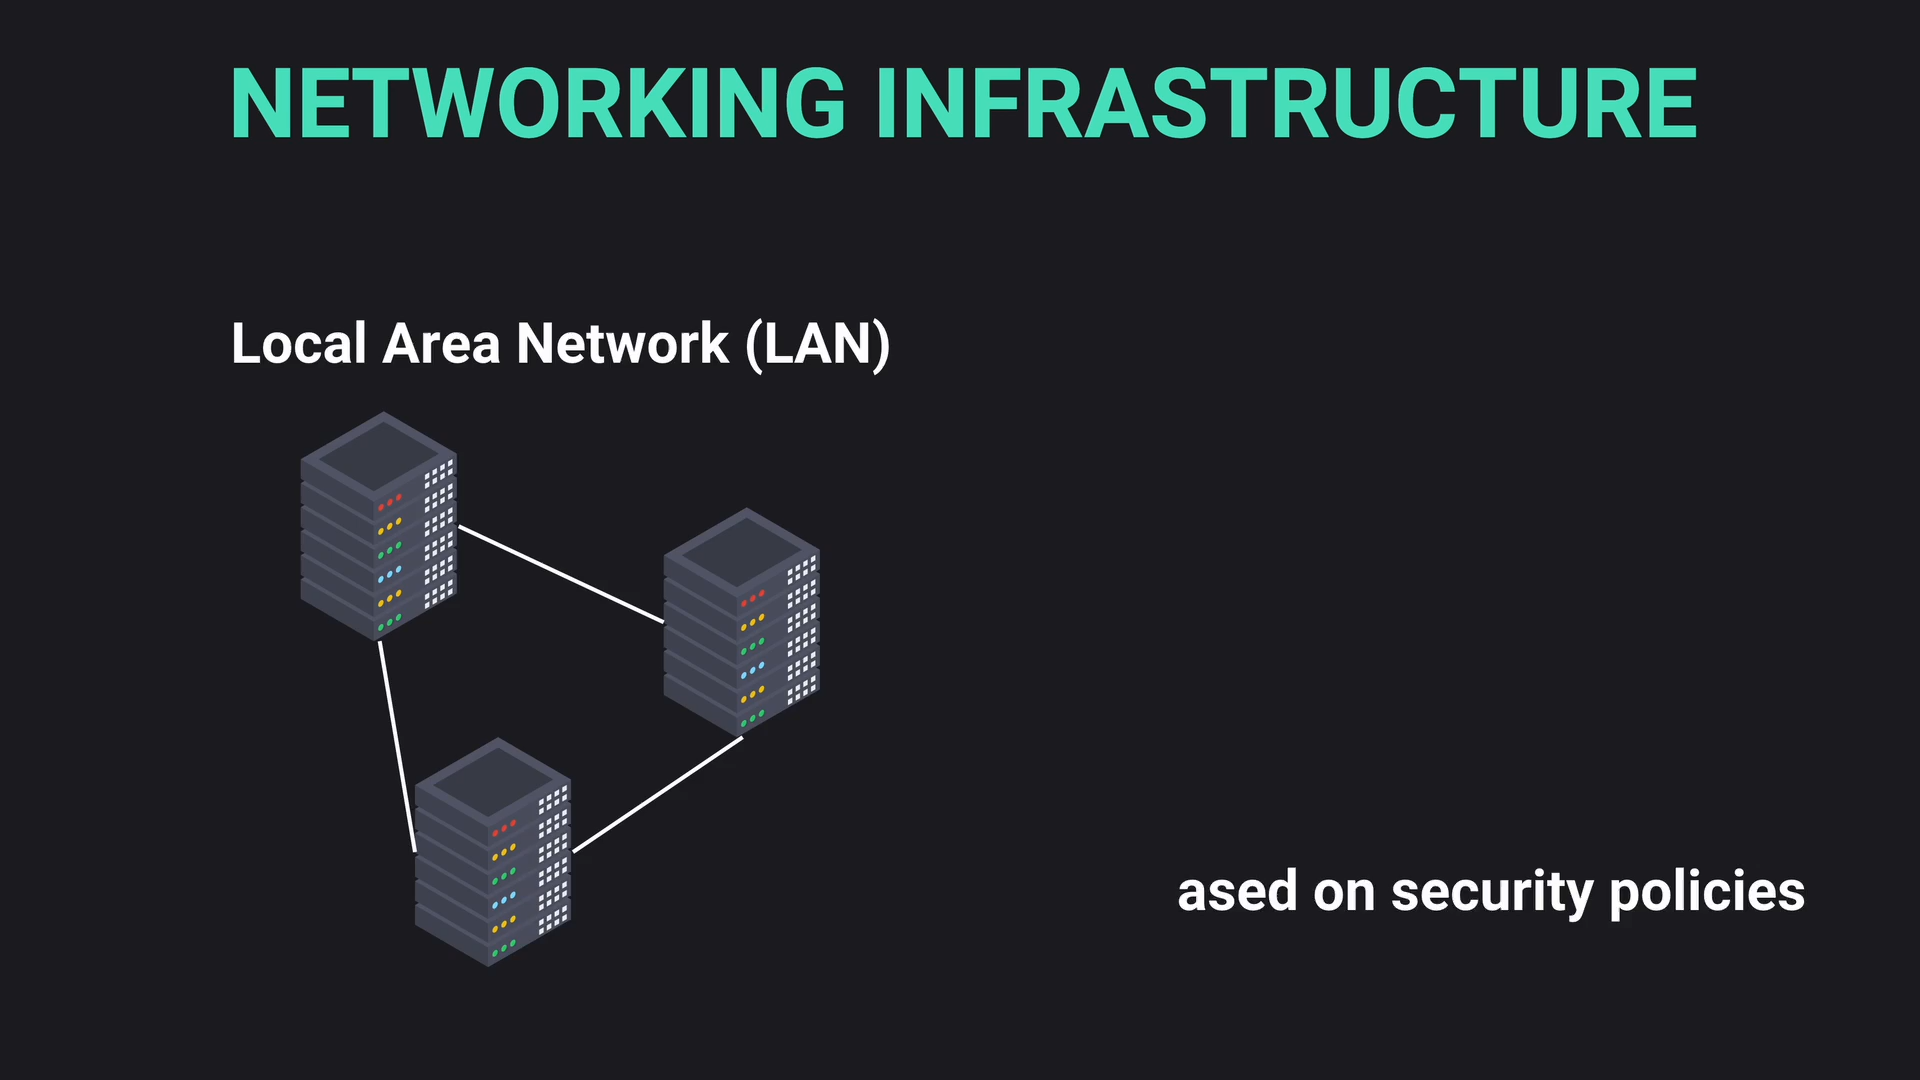 NETWORKING INFRASTRUCTURE
Local Area Network (LAN)
ased on security policies